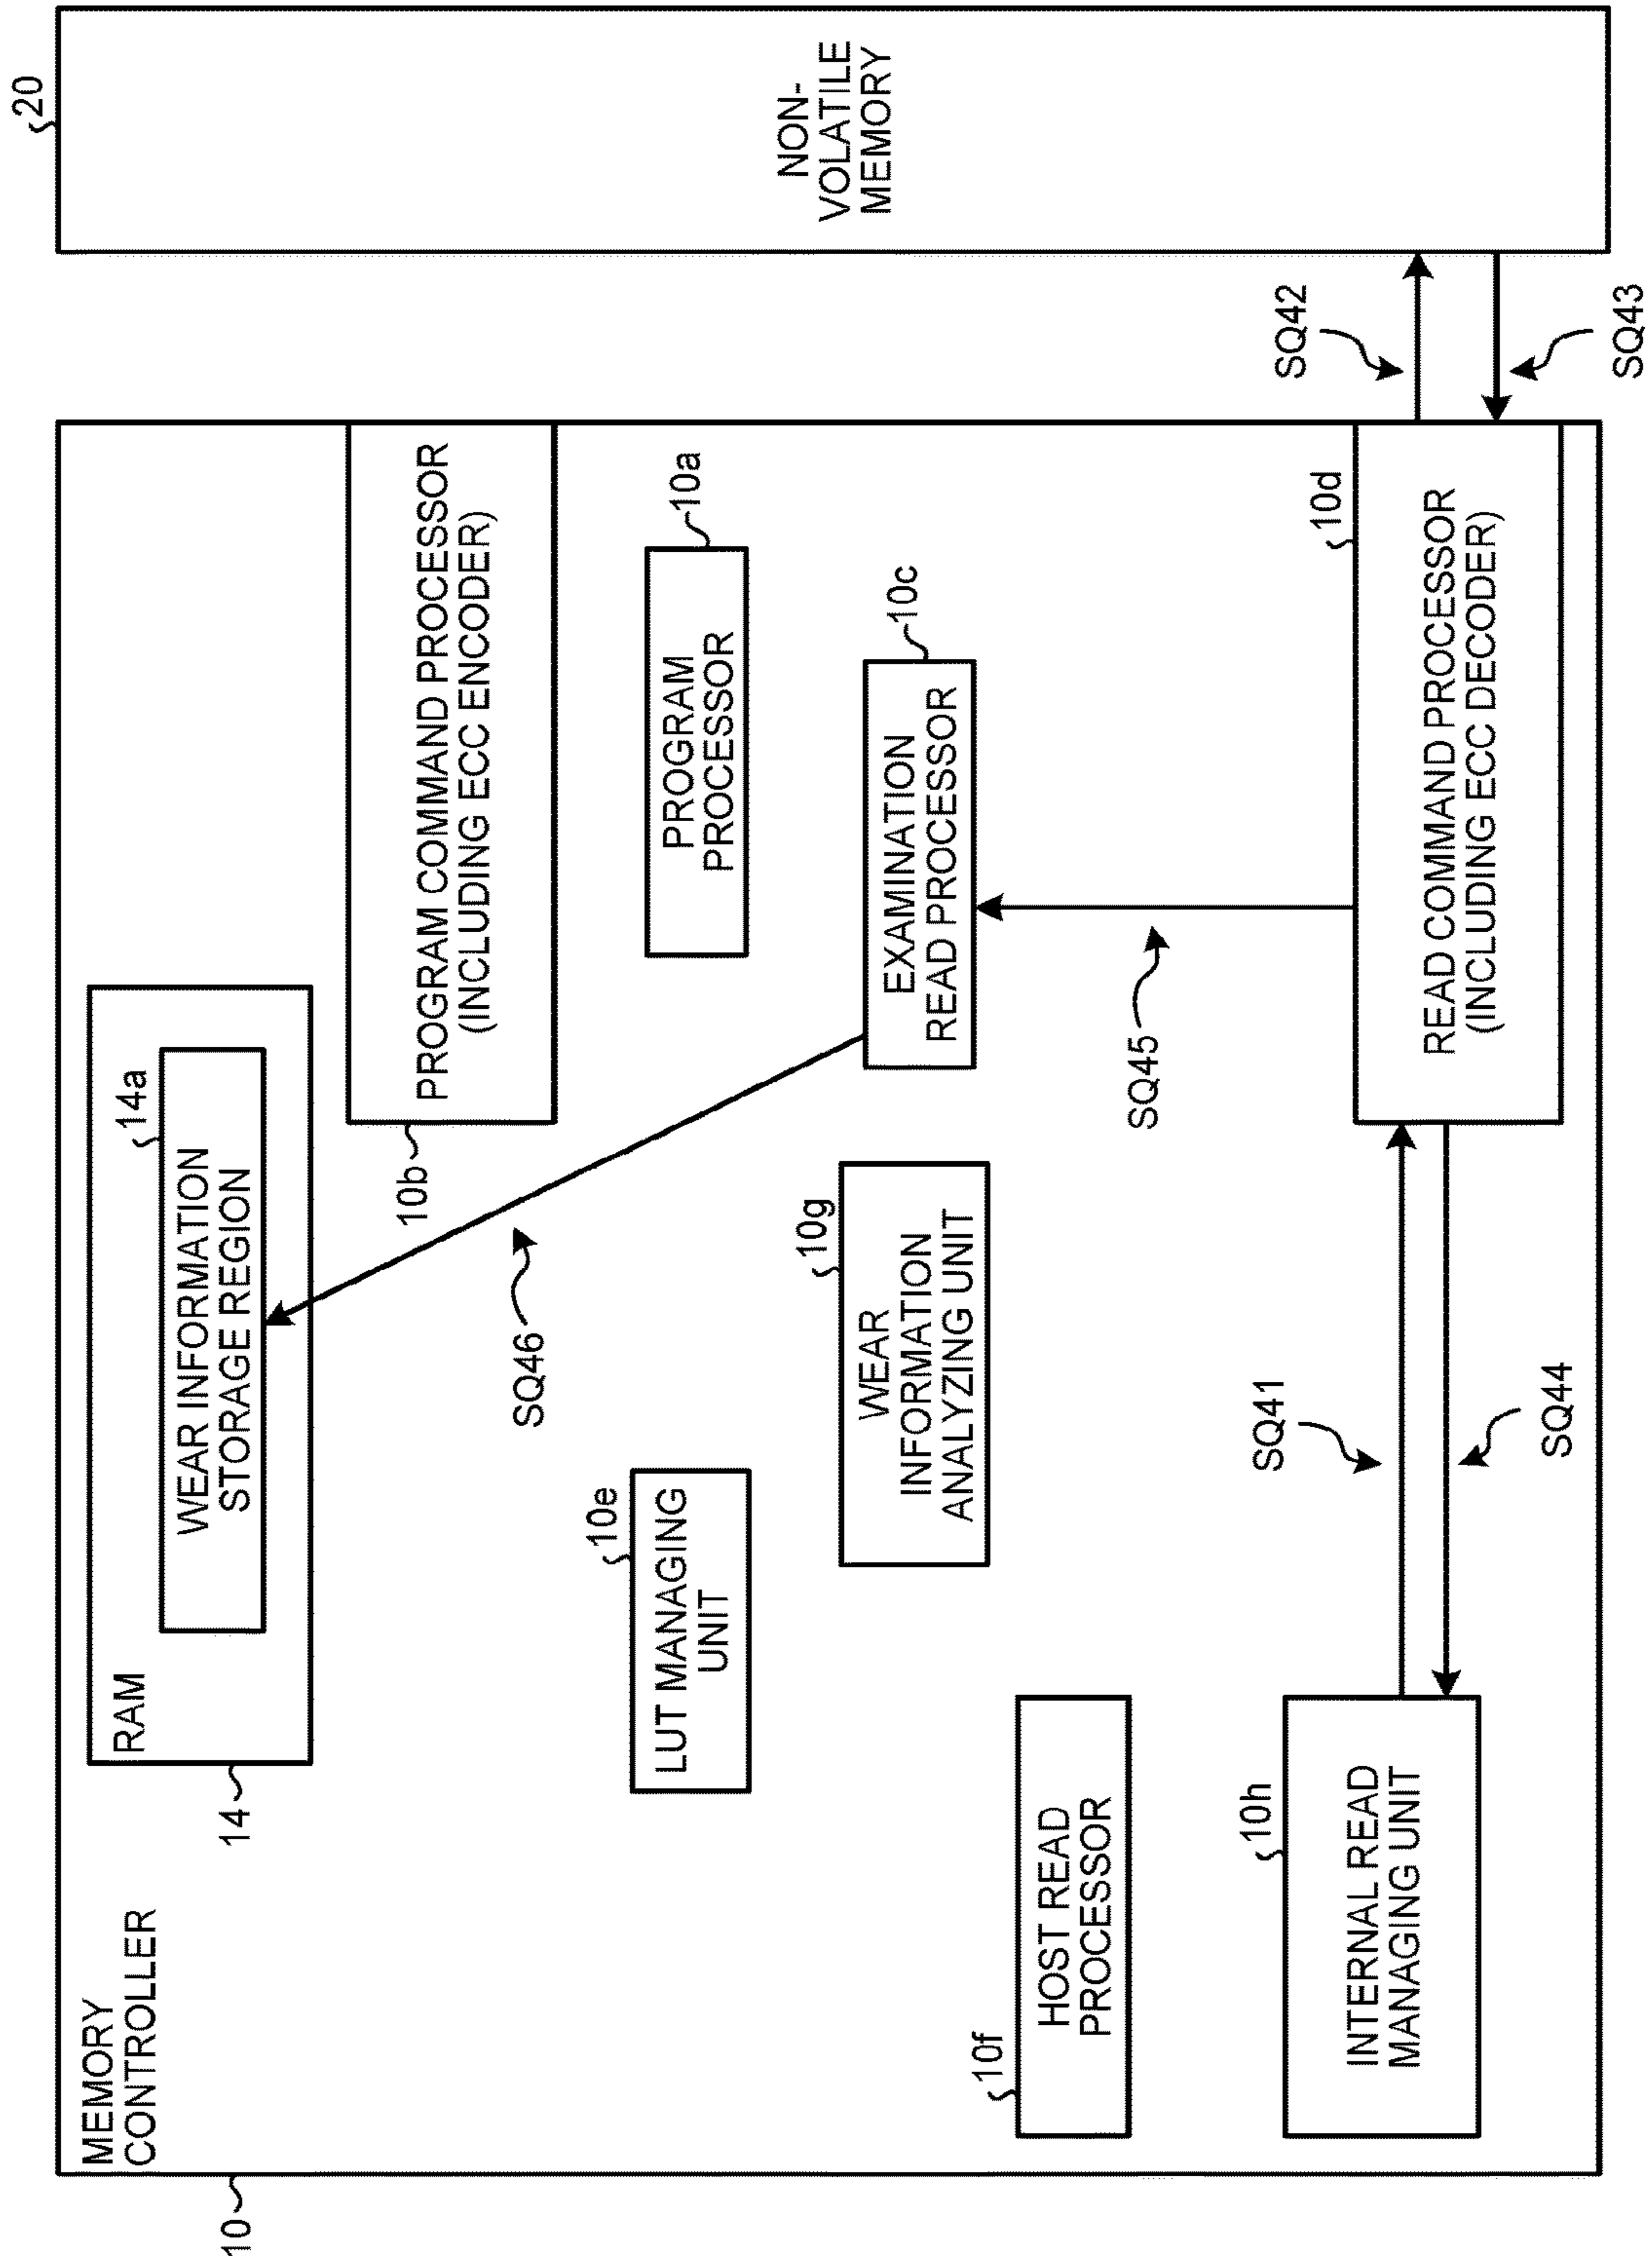 MEMORY
CONTROLLER
10
14
RAM
WEAR INFORMATION
STORAGE REGION
14a
PROGRAM COMMAND PROCESSOR
(INCLUDING ECC ENCODER)
10b
20
NON-
VOLATILE
MEMORY
SQ46
10e
LUT MANAGING
UNIT
PROGRAM
PROCESSOR
10a
10g
WEAR
INFORMATION
ANALYZING UNIT
EXAMINATION
READ PROCESSOR
10c
10f
HOST READ
PROCESSOR
SQ45
10h
INTERNAL READ
MANAGING UNIT
SQ41
SQ44
10d
READ COMMAND PROCESSOR
(INCLUDING ECC DECODER)
SQ42
SQ43